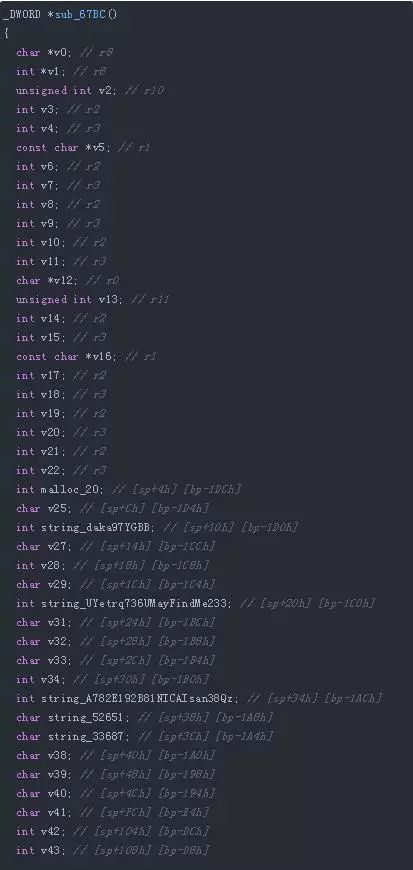 _DWORD *sub_67BC()
{
char *v0; // r8
int *v1; // r8
unsigned int v2; // r10
int v3; // r2
int v4; // r3
const char *v5; // r1
int v6; // r2
int v7; // r3
int v8; // r2
int v9; // r3
int v10; // r2
int v11; // r3
char *v12; // r0
unsigned int v13; // r11
int v14; // r2
int v15; // r3
const char *v16; // r1
int v17; // r2
int v18; // r3
int v19; // r2
int v20; // r3
int v21; // r2
int v22; // r3
int malloc_20; // [sp+4h] [bp-1DCh]
char v25; // [sp+Ch] [bp-1D4h]
int string_daka97YGBB; // [sp+10h] [bp-1D0h]
char v27; // [sp+14h] [bp-1CCh]
int v28; // [sp+18h] [bp-1C8h]
char v29; // [sp+1Ch] [bp-1C4h]
int string_UYetrq736UMayFindMe233; // [sp+20h] [bp-1C0h]
char v31; // [sp+24h] [bp-1BCh]
char v32; // [sp+28h] [bp-1B8h]
char v33; // [sp+2Ch] [bp-1B4h]
int v34; // [sp+30h] [bp-1B0h]
int string_A782E192B81NICAIsan38Qz; // [sp+34h] [bp-1ACh]
char string_52651; // [sp+38h] [bp-1A8h]
char string_33687; // [sp+3Ch] [bp-1A4h]
char v38; // [sp+40h] [bp-1A0h]
char v39; // [sp+48h] [bp-198h]
char v40; // [sp+4Ch] [bp-194h]
char v41; // [sp+FCh] [bp-E4h]
int v42; // [sp+104h] [bp-DCh]
int v43; // [sp+108h] [bp-D8h]